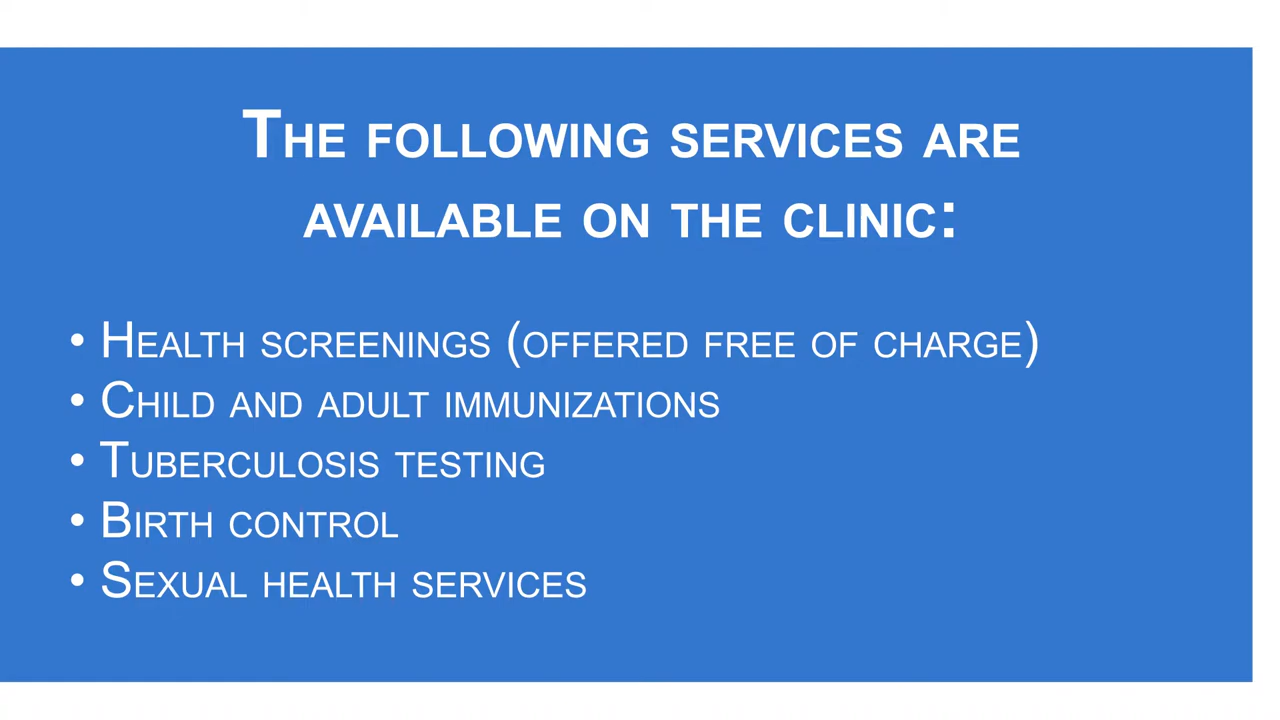 The following services are
available on the clinic:
• Health screenings (offered free of charge)
• Child and adult immunizations
• Tuberculosis testing
• Birth control
• Sexual health services